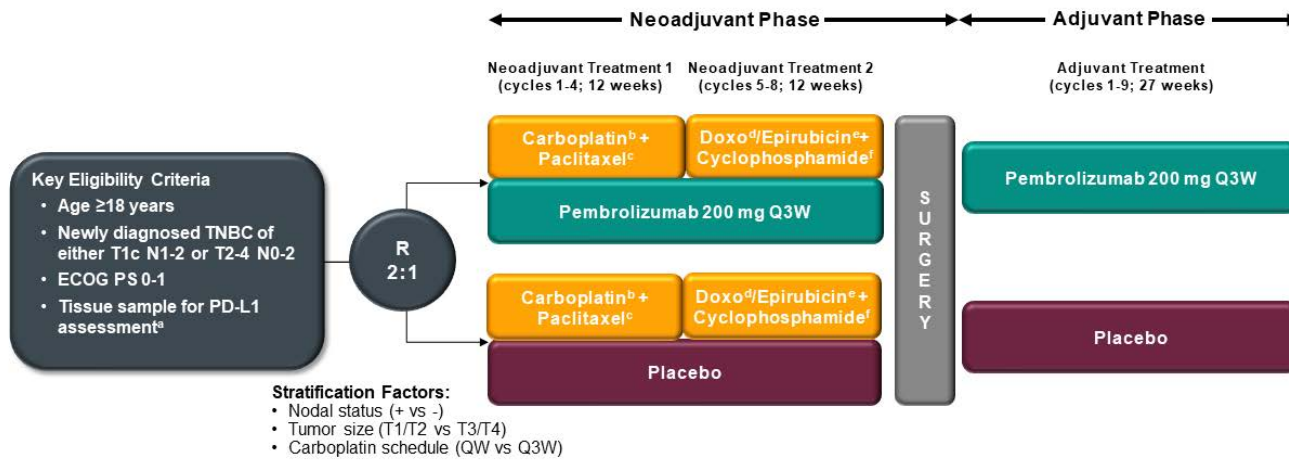 Neoadjuvant Phase
Adjuvant Phase
Neoadjuvant Treatment 1
(cycles 1-4; 12 weeks)
Neoadjuvant Treatment 2
(cycles 5-8; 12 weeks)
Adjuvant Treatment
(cycles 1-9; 27 weeks)
Key Eligibility Criteria
• Age ≥18 years
• Newly diagnosed TNBC of
either T1c N1-2 or T2-4 N0-2
• ECOG PS 0-1
• Tissue sample for PD-L1
assessmentᵃ
R
2:1
Carboplatinᵇ +
Paclitaxelᶜ
Doxoᵈ/Epirubicinᵉ +
Cyclophosphamideᶠ
Pembrolizumab 200 mg Q3W
Carboplatinᵇ +
Paclitaxelᶜ
Doxoᵈ/Epirubicinᵉ +
Cyclophosphamideᶠ
Placebo
SURGERY
Pembrolizumab 200 mg Q3W
Placebo
Stratification Factors:
• Nodal status (+ vs -)
• Tumor size (T1/T2 vs T3/T4)
• Carboplatin schedule (QW vs Q3W)